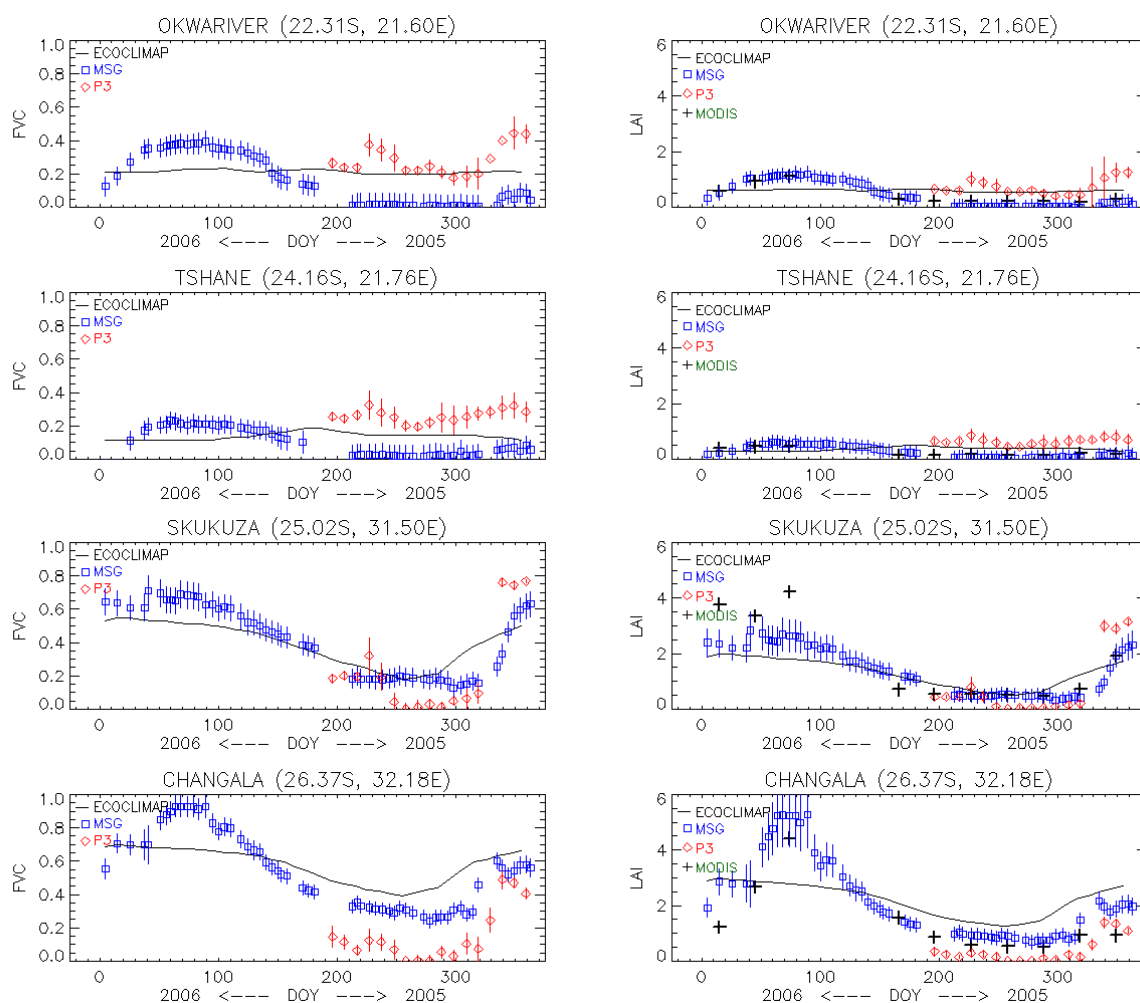 OKWARIVER (22.31S, 21.60E)
1.0
0.8
0.6
0.4
0.2
0.0
FVC
ECOCLIMAP
MSG
P3
0 100 200 300
2006 <---- DOY ---> 2005
OKWARIVER (22.31S, 21.60E)
6
4
2
0
LAI
ECOCLIMAP
MSG
P3
MODIS
0 100 200 300
2006 <---- DOY ---> 2005
TSHANE (24.16S, 21.76E)
1.0
0.8
0.6
0.4
0.2
0.0
FVC
ECOCLIMAP
MSG
P3
0 100 200 300
2006 <---- DOY ---> 2005
TSHANE (24.16S, 21.76E)
6
4
2
0
LAI
ECOCLIMAP
MSG
P3
MODIS
0 100 200 300
2006 <---- DOY ---> 2005
SKUKUZA (25.02S, 31.50E)
1.0
0.8
0.6
0.4
0.2
0.0
FVC
ECOCLIMAP
MSG
P3
0 100 200 300
2006 <---- DOY ---> 2005
SKUKUZA (25.02S, 31.50E)
6
4
2
0
LAI
ECOCLIMAP
MSG
P3
MODIS
0 100 200 300
2006 <---- DOY ---> 2005
CHANGALA (26.37S, 32.18E)
1.0
0.8
0.6
0.4
0.2
0.0
FVC
ECOCLIMAP
MSG
P3
0 100 200 300
2006 <---- DOY ---> 2005
CHANGALA (26.37S, 32.18E)
6
4
2
0
LAI
ECOCLIMAP
MSG
P3
MODIS
0 100 200 300
2006 <---- DOY ---> 2005